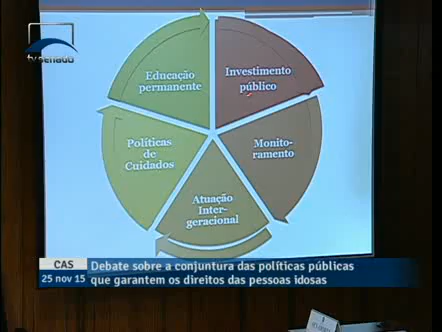 tv senado
Educação
permanente
Investimento
público
Políticas
de
Cuidados
Monito-
ramento
Atuação
Inter-
geracional
CAS
Debate sobre a conjuntura das políticas públicas
25 nov 15
que garantem os direitos das pessoas idosas